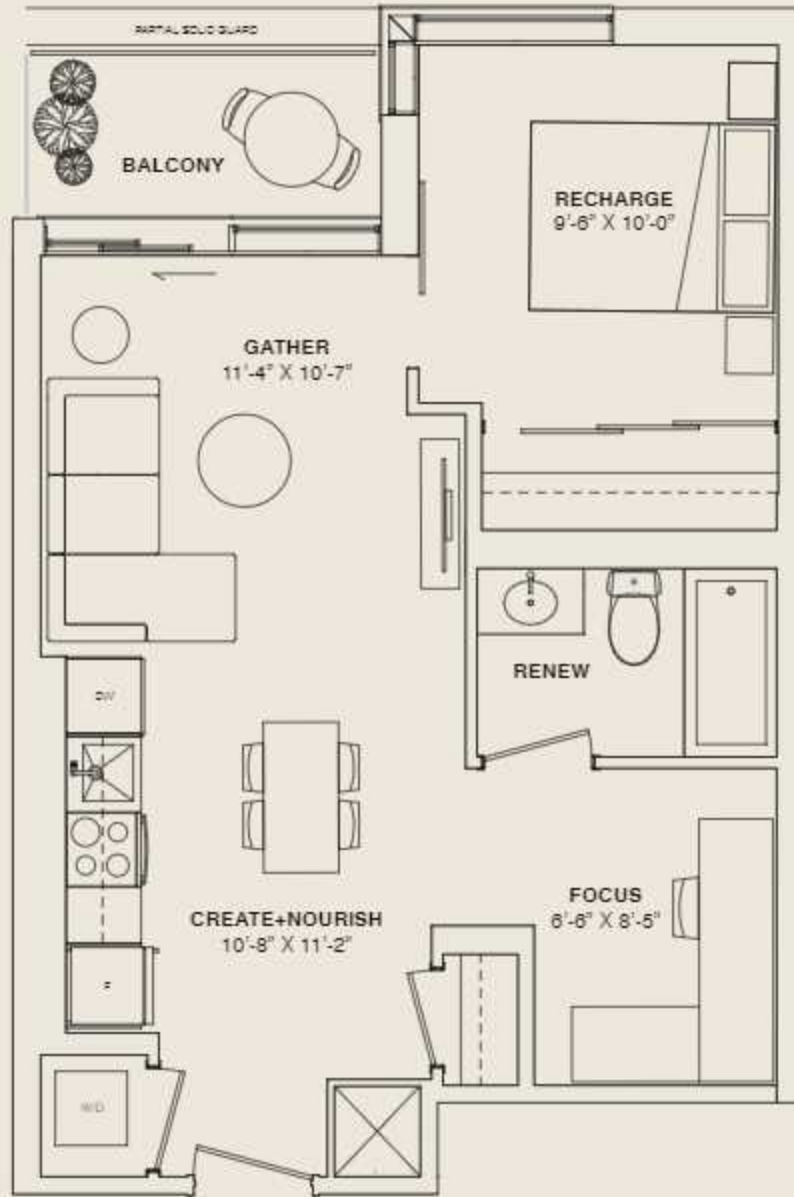 PARTIAL SOLID GUARD
BALCONY
RECHARGE
9'-6" X 10'-0"
GATHER
11'-4" X 10'-7"
RENEW
DW
FOCUS
6'-6" X 8'-5"
CREATE+NOURISH
10'-8" X 11'-2"
F
W/D